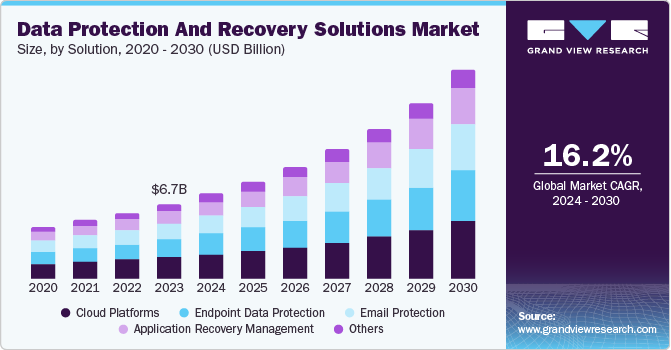 Data Protection And Recovery Solutions Market
Size, by Solution, 2020 - 2030 (USD Billion)
$6.7B
2020 2021 2022 2023 2024 2025 2026 2027 2028 2029 2030
Cloud Platforms Endpoint Data Protection Email Protection
Application Recovery Management Others
GRAND VIEW RESEARCH
16.2%
Global Market CAGR,
2024 - 2030
Source:
www.grandviewresearch.com